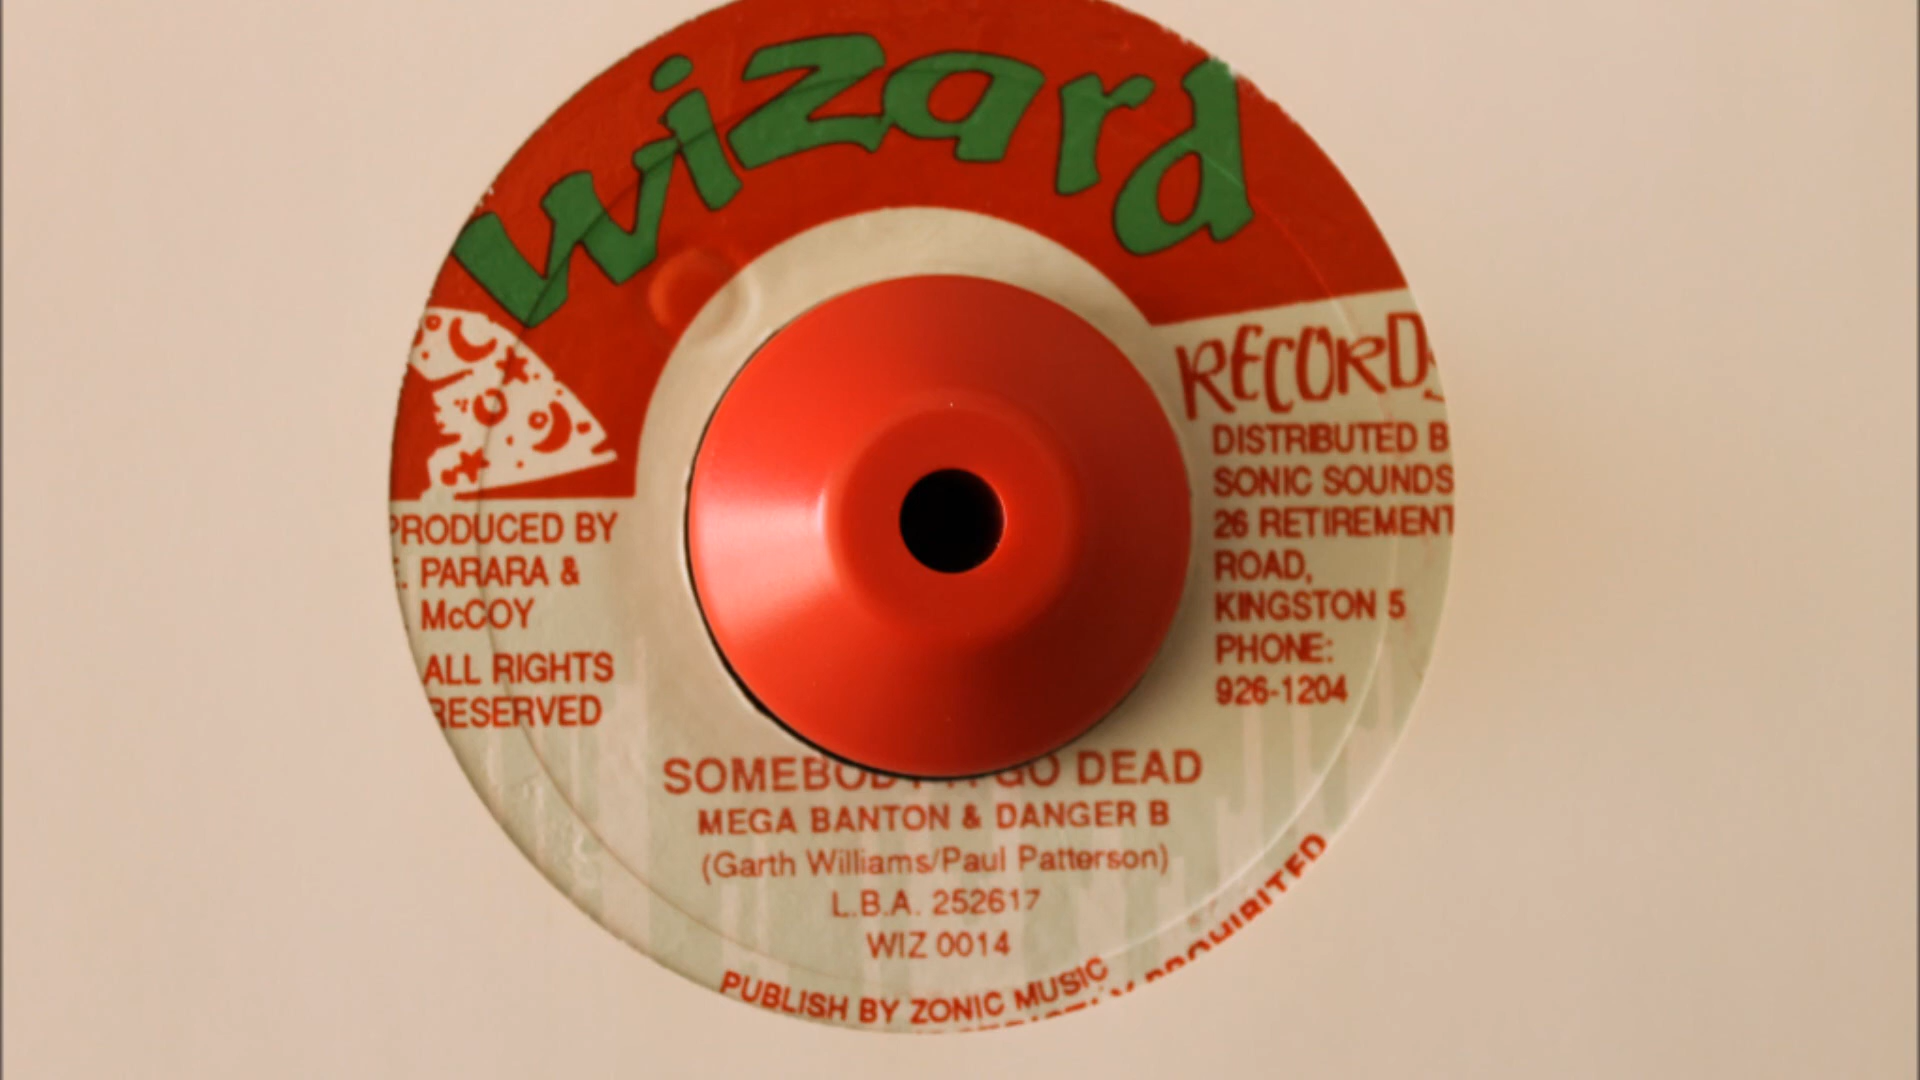 wizard
RECORDS
DISTRIBUTED B
SONIC SOUNDS
26 RETIREMENT
ROAD,
KINGSTON 5
PHONE:
926-1204
PRODUCED BY
PARARA &
McCOY
ALL RIGHTS
RESERVED
SOMEBODY GO DEAD
MEGA BANTON & DANGER B
(Garth Williams/Paul Patterson)
L.B.A. 252617
WIZ 0014
PUBLISH BY ZONIC MUSIC
PROHIBITED